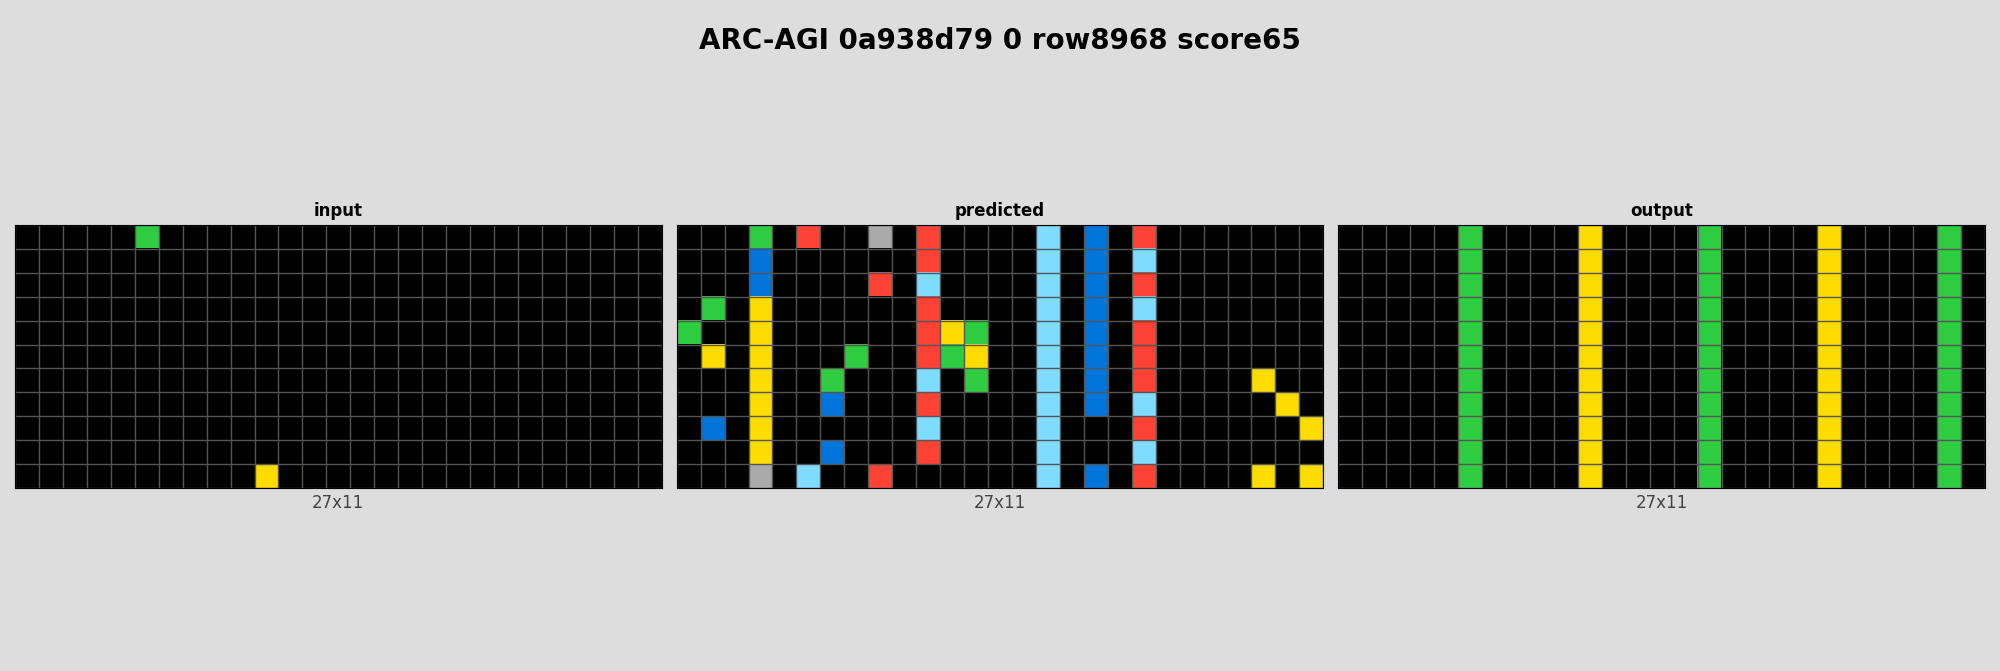 ARC-AGI 0a938d79 0 row8968 score65
input
predicted
output
27x11
27x11
27x11